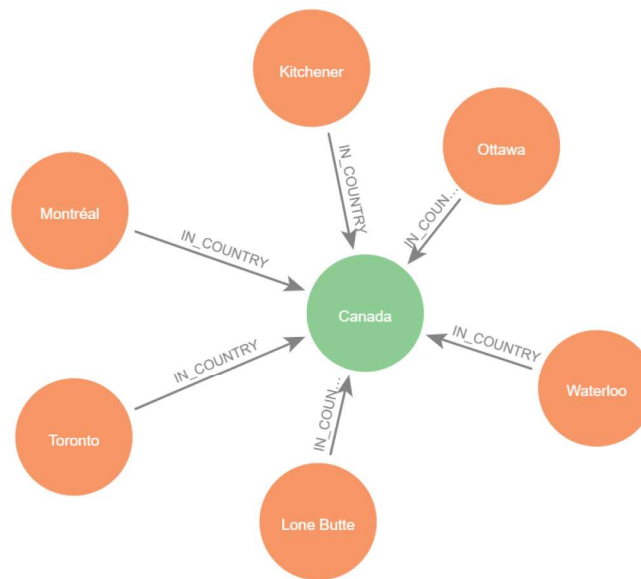 Kitchener
Ottawa
Montréal
IN_COUNTRY
IN_COUN...
IN_COUNTRY
Canada
IN_COUNTRY
IN_COUNTRY
Waterloo
IN_COUN...
Toronto
Lone Butte